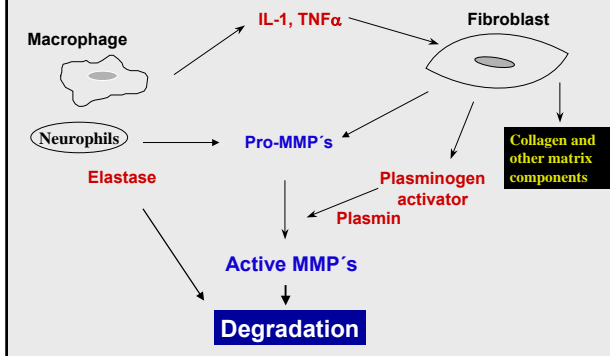 IL-1, TNFα
Fibroblast
Macrophage
Neurophils
Pro-MMP´s
Collagen and
other matrix
components
Elastase
Plasminogen
activator
Plasmin
Active MMP´s
Degradation